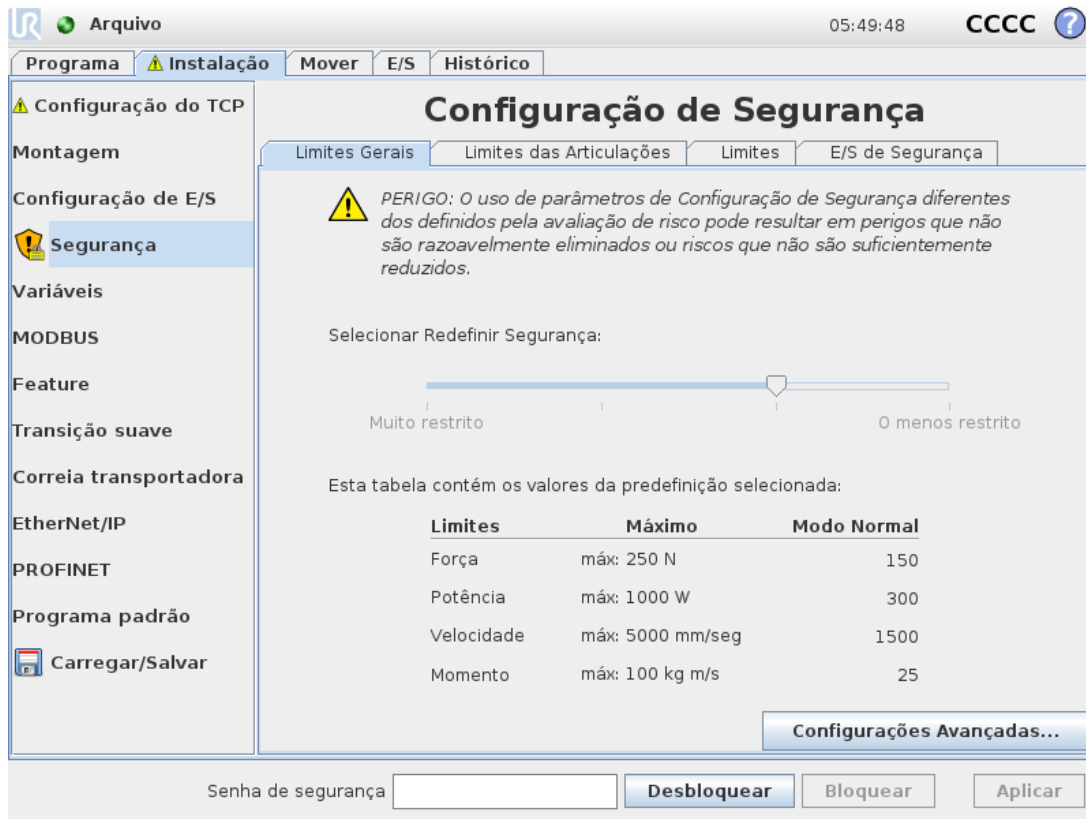 UR Arquivo 05:49:48 CCCC ?
Programa Instalação Mover E/S Histórico
Configuração do TCP
Montagem
Configuração de E/S
Segurança
Variáveis
MODBUS
Feature
Transição suave
Correia transportadora
EtherNet/IP
PROFINET
Programa padrão
Carregar/Salvar
Configuração de Segurança
Limites Gerais Limites das Articulações Limites E/S de Segurança
PERIGO: O uso de parâmetros de Configuração de Segurança diferentes
dos definidos pela avaliação de risco pode resultar em perigos que não
são razoavelmente eliminados ou riscos que não são suficientemente
reduzidos.
Selecionar Redefinir Segurança:
Muito restrito O menos restrito
Esta tabela contém os valores da predefinição selecionada:
Limites Máximo Modo Normal
Força máx: 250 N 150
Potência máx: 1000 W 300
Velocidade máx: 5000 mm/seg 1500
Momento máx: 100 kg m/s 25
Configurações Avançadas...
Senha de segurança Desbloquear Bloquear Aplicar